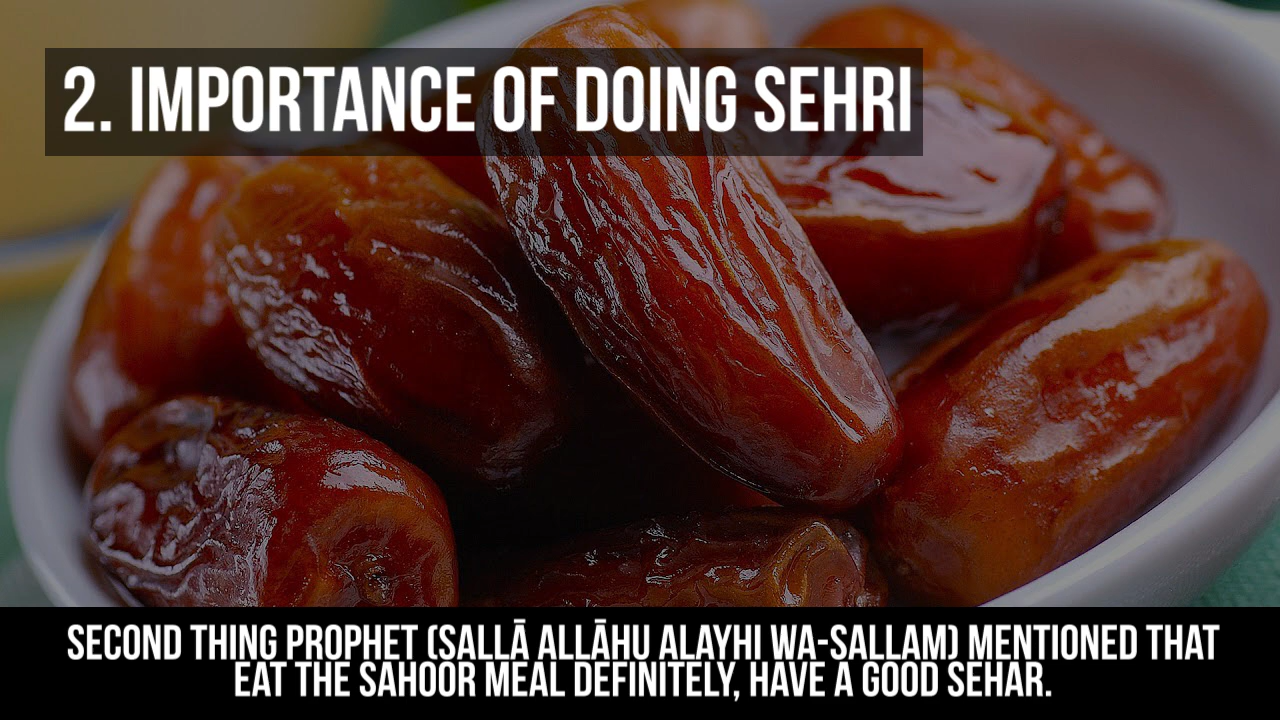 2. IMPORTANCE OF DOING SEHRI
SECOND THING PROPHET (SALLĀ ALLĀHU ALAYHI WA-SALLAM) MENTIONED THAT
EAT THE SAHOOR MEAL DEFINITELY, HAVE A GOOD SEHAR.